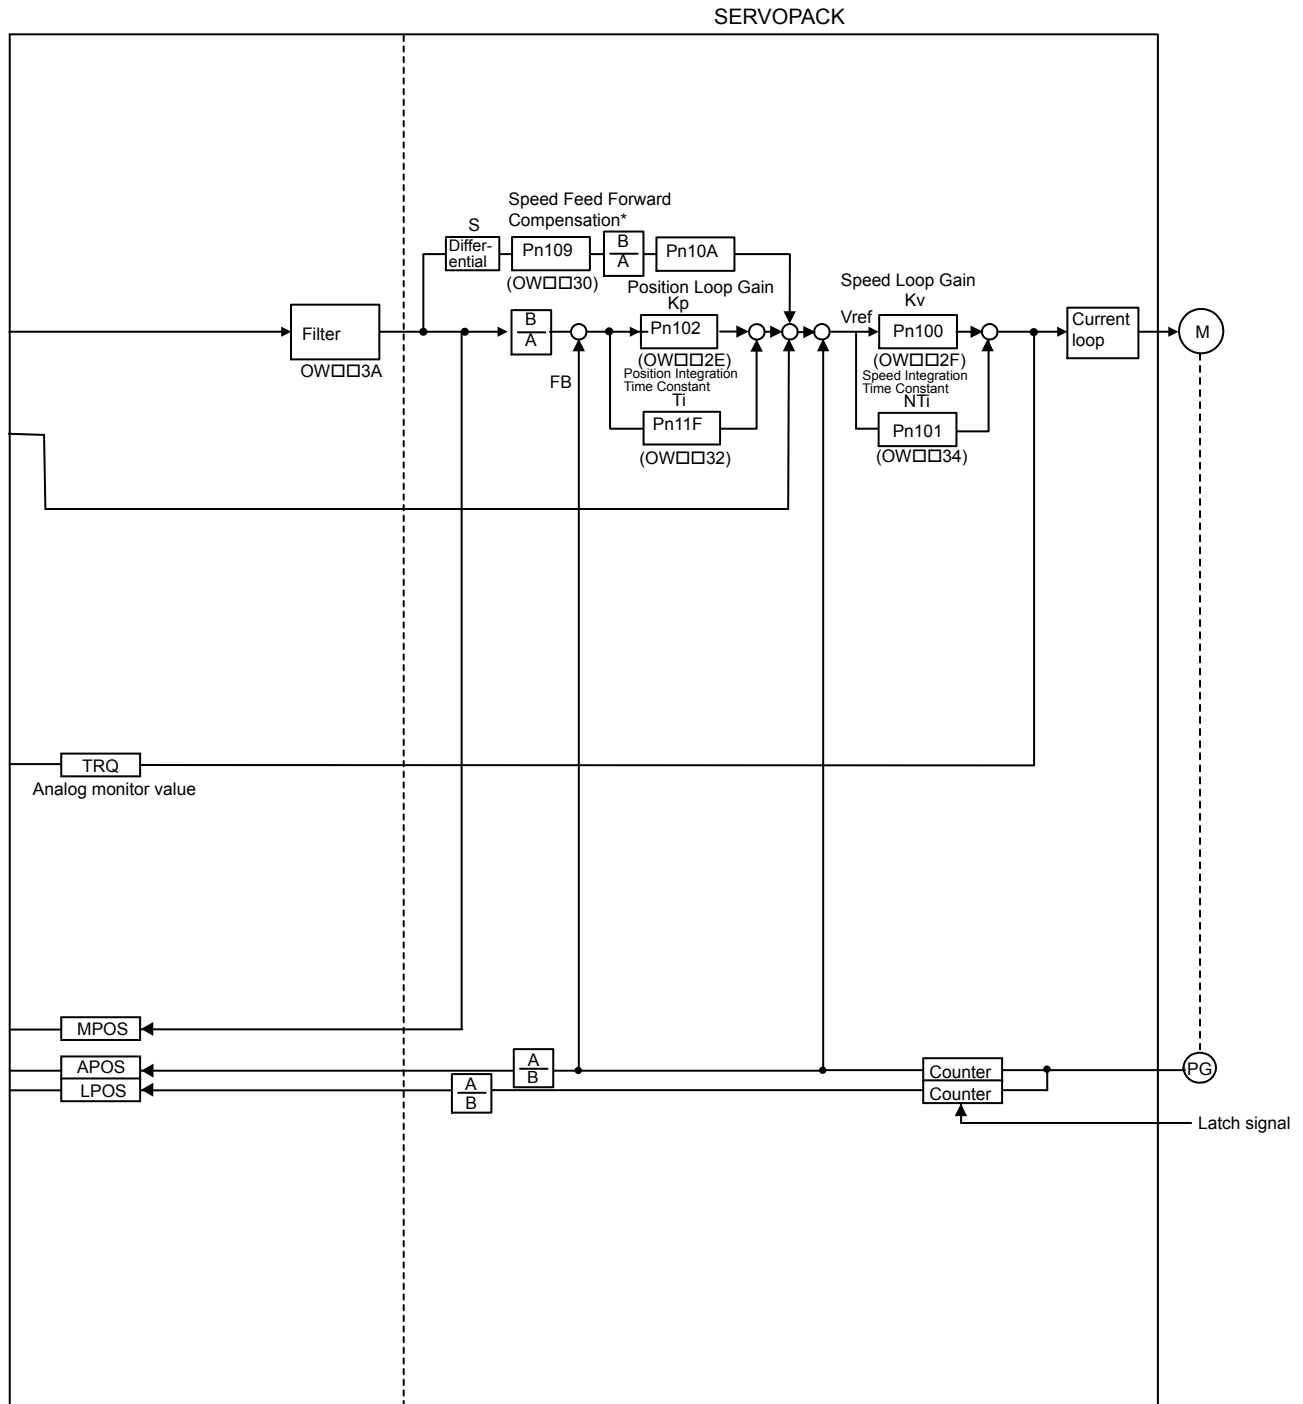 SERVOPACK
Speed Feed Forward
Compensation*
S
Differ-
ential
Pn109
B
A
Pn10A
(OW□□30)
Position Loop Gain
Kp
Speed Loop Gain
Kv
Filter
OW□□3A
B
A
Pn102
(OW□□2E)
Vref
Pn100
(OW□□2F)
Current
loop
M
FB
Position Integration
Time Constant
Ti
Pn11F
(OW□□32)
Speed Integration
Time Constant
NTi
Pn101
(OW□□34)
TRQ
Analog monitor value
MPOS
APOS
LPOS
A
B
A
B
Counter
Counter
PG
Latch signal